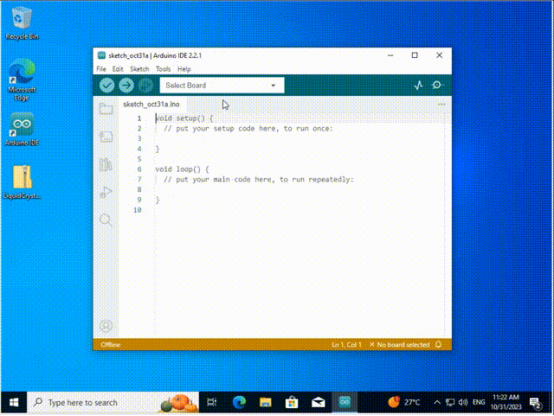 Recycle Bin
Microsoft
Edge
Arduino IDE
LiquidCryst...
sketch_oct31a | Arduino IDE 2.2.1
File Edit Sketch Tools Help
Select Board
sketch_oct31a.ino
1 void setup() {
2 // put your setup code here, to run once:
3
4 }
5
6 void loop() {
7 // put your main code here, to run repeatedly:
8
9 }
10
Offline
Ln 1, Col 1 × No board selected
Type here to search
27°C
ENG
11:22 AM
10/31/2023
2